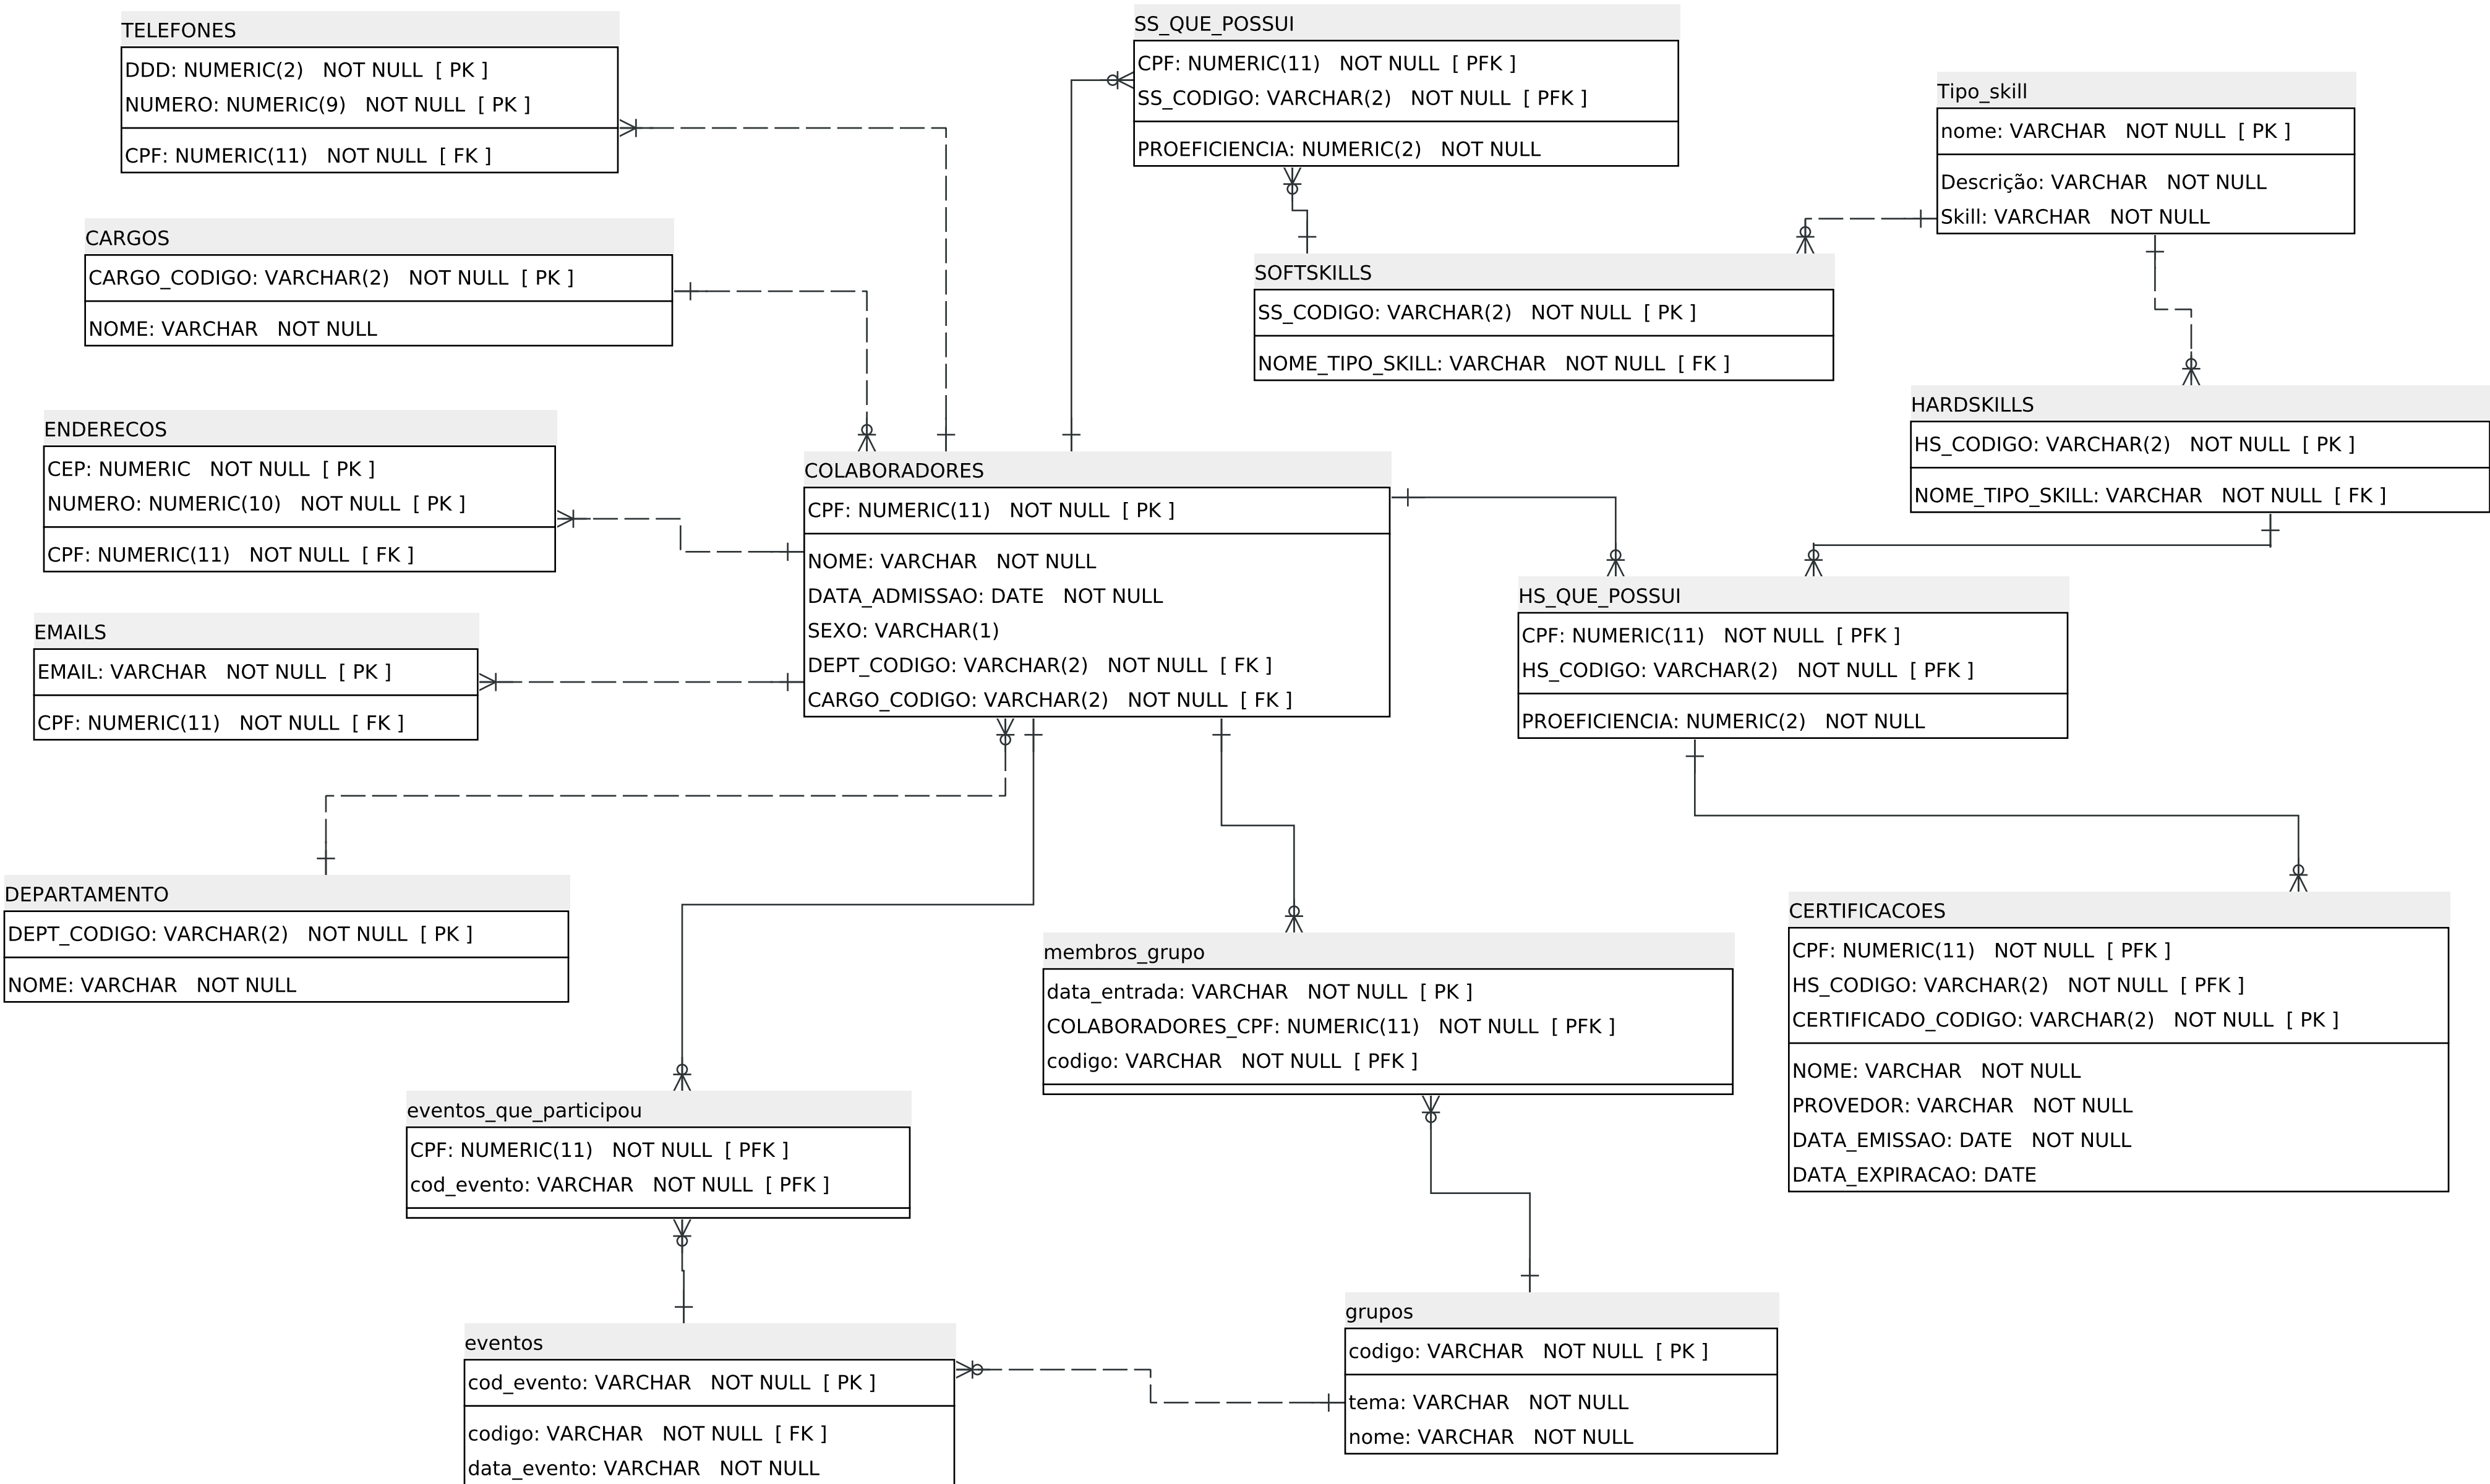 TELEFONES
DDD: NUMERIC(2) NOT NULL [ PK ]
NUMERO: NUMERIC(9) NOT NULL [ PK ]
CPF: NUMERIC(11) NOT NULL [ FK ]
SS_QUE_POSSUI
CPF: NUMERIC(11) NOT NULL [ PFK ]
SS_CODIGO: VARCHAR(2) NOT NULL [ PFK ]
PROEFICIENCIA: NUMERIC(2) NOT NULL
Tipo_skill
nome: VARCHAR NOT NULL [ PK ]
Descrição: VARCHAR NOT NULL
Skill: VARCHAR NOT NULL
CARGOS
CARGO_CODIGO: VARCHAR(2) NOT NULL [ PK ]
NOME: VARCHAR NOT NULL
SOFTSKILLS
SS_CODIGO: VARCHAR(2) NOT NULL [ PK ]
NOME_TIPO_SKILL: VARCHAR NOT NULL [ FK ]
HARDSKILLS
HS_CODIGO: VARCHAR(2) NOT NULL [ PK ]
NOME_TIPO_SKILL: VARCHAR NOT NULL [ FK ]
ENDERECOS
CEP: NUMERIC NOT NULL [ PK ]
NUMERO: NUMERIC(10) NOT NULL [ PK ]
CPF: NUMERIC(11) NOT NULL [ FK ]
COLABORADORES
CPF: NUMERIC(11) NOT NULL [ PK ]
NOME: VARCHAR NOT NULL
DATA_ADMISSAO: DATE NOT NULL
SEXO: VARCHAR(1)
DEPT_CODIGO: VARCHAR(2) NOT NULL [ FK ]
CARGO_CODIGO: VARCHAR(2) NOT NULL [ FK ]
HS_QUE_POSSUI
CPF: NUMERIC(11) NOT NULL [ PFK ]
HS_CODIGO: VARCHAR(2) NOT NULL [ PFK ]
PROEFICIENCIA: NUMERIC(2) NOT NULL
EMAILS
EMAIL: VARCHAR NOT NULL [ PK ]
CPF: NUMERIC(11) NOT NULL [ FK ]
DEPARTAMENTO
DEPT_CODIGO: VARCHAR(2) NOT NULL [ PK ]
NOME: VARCHAR NOT NULL
membros_grupo
data_entrada: VARCHAR NOT NULL [ PK ]
COLABORADORES_CPF: NUMERIC(11) NOT NULL [ PFK ]
codigo: VARCHAR NOT NULL [ PFK ]
CERTIFICACOES
CPF: NUMERIC(11) NOT NULL [ PFK ]
HS_CODIGO: VARCHAR(2) NOT NULL [ PFK ]
CERTIFICADO_CODIGO: VARCHAR(2) NOT NULL [ PK ]
NOME: VARCHAR NOT NULL
PROVEDOR: VARCHAR NOT NULL
DATA_EMISSAO: DATE NOT NULL
DATA_EXPIRACAO: DATE
eventos_que_participou
CPF: NUMERIC(11) NOT NULL [ PFK ]
cod_evento: VARCHAR NOT NULL [ PFK ]
eventos
cod_evento: VARCHAR NOT NULL [ PK ]
codigo: VARCHAR NOT NULL [ FK ]
data_evento: VARCHAR NOT NULL
grupos
codigo: VARCHAR NOT NULL [ PK ]
tema: VARCHAR NOT NULL
nome: VARCHAR NOT NULL